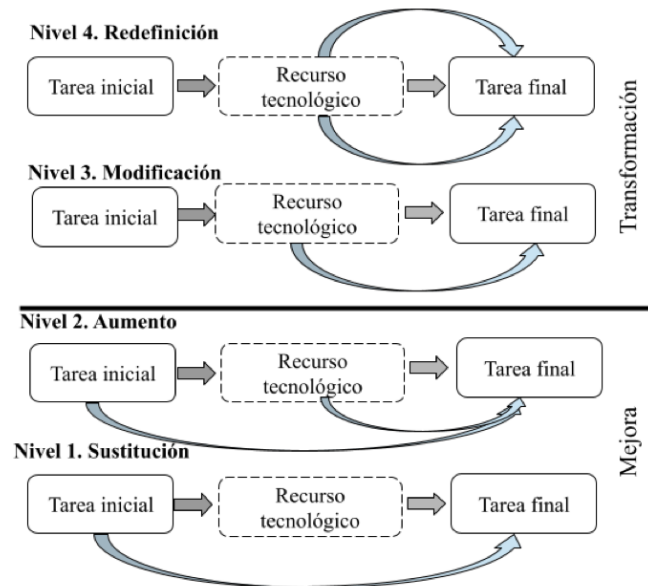 Nivel 4. Redefinición
Tarea inicial
Recurso
tecnológico
Tarea final
Nivel 3. Modificación
Tarea inicial
Recurso
tecnológico
Tarea final
Transformación
Nivel 2. Aumento
Tarea inicial
Recurso
tecnológico
Tarea final
Nivel 1. Sustitución
Tarea inicial
Recurso
tecnológico
Tarea final
Mejora